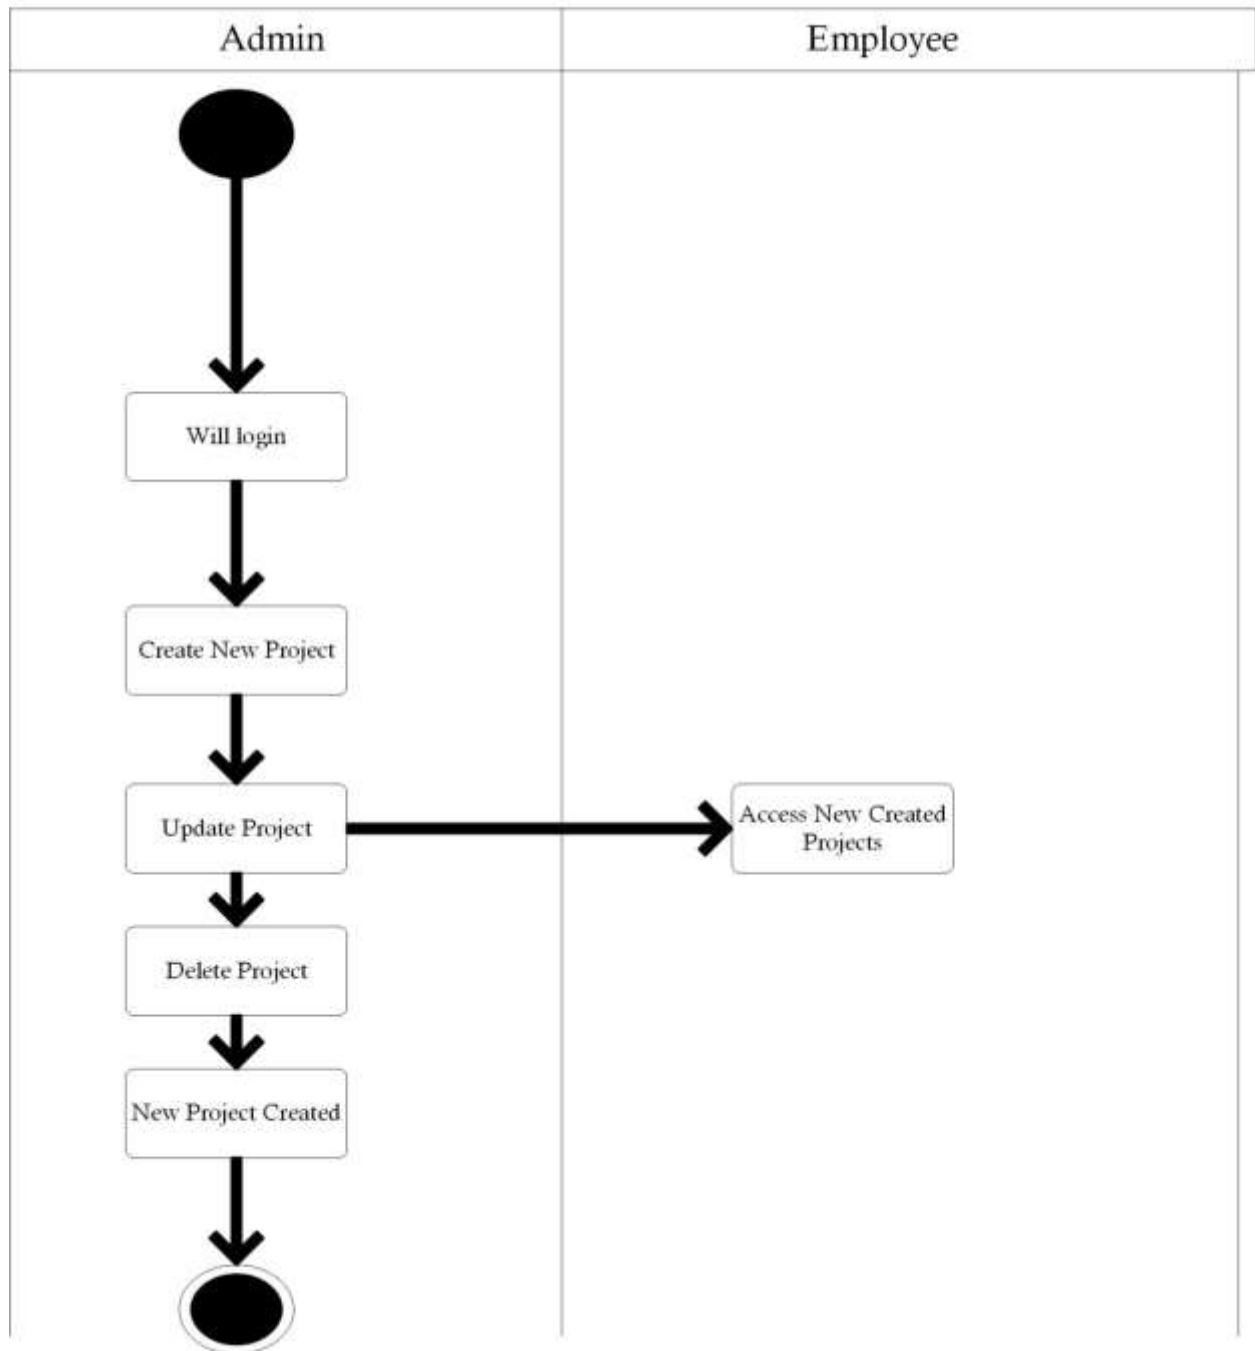 Admin
Employee
Will login
Create New Project
Update Project
Access New Created
Projects
Delete Project
New Project Created